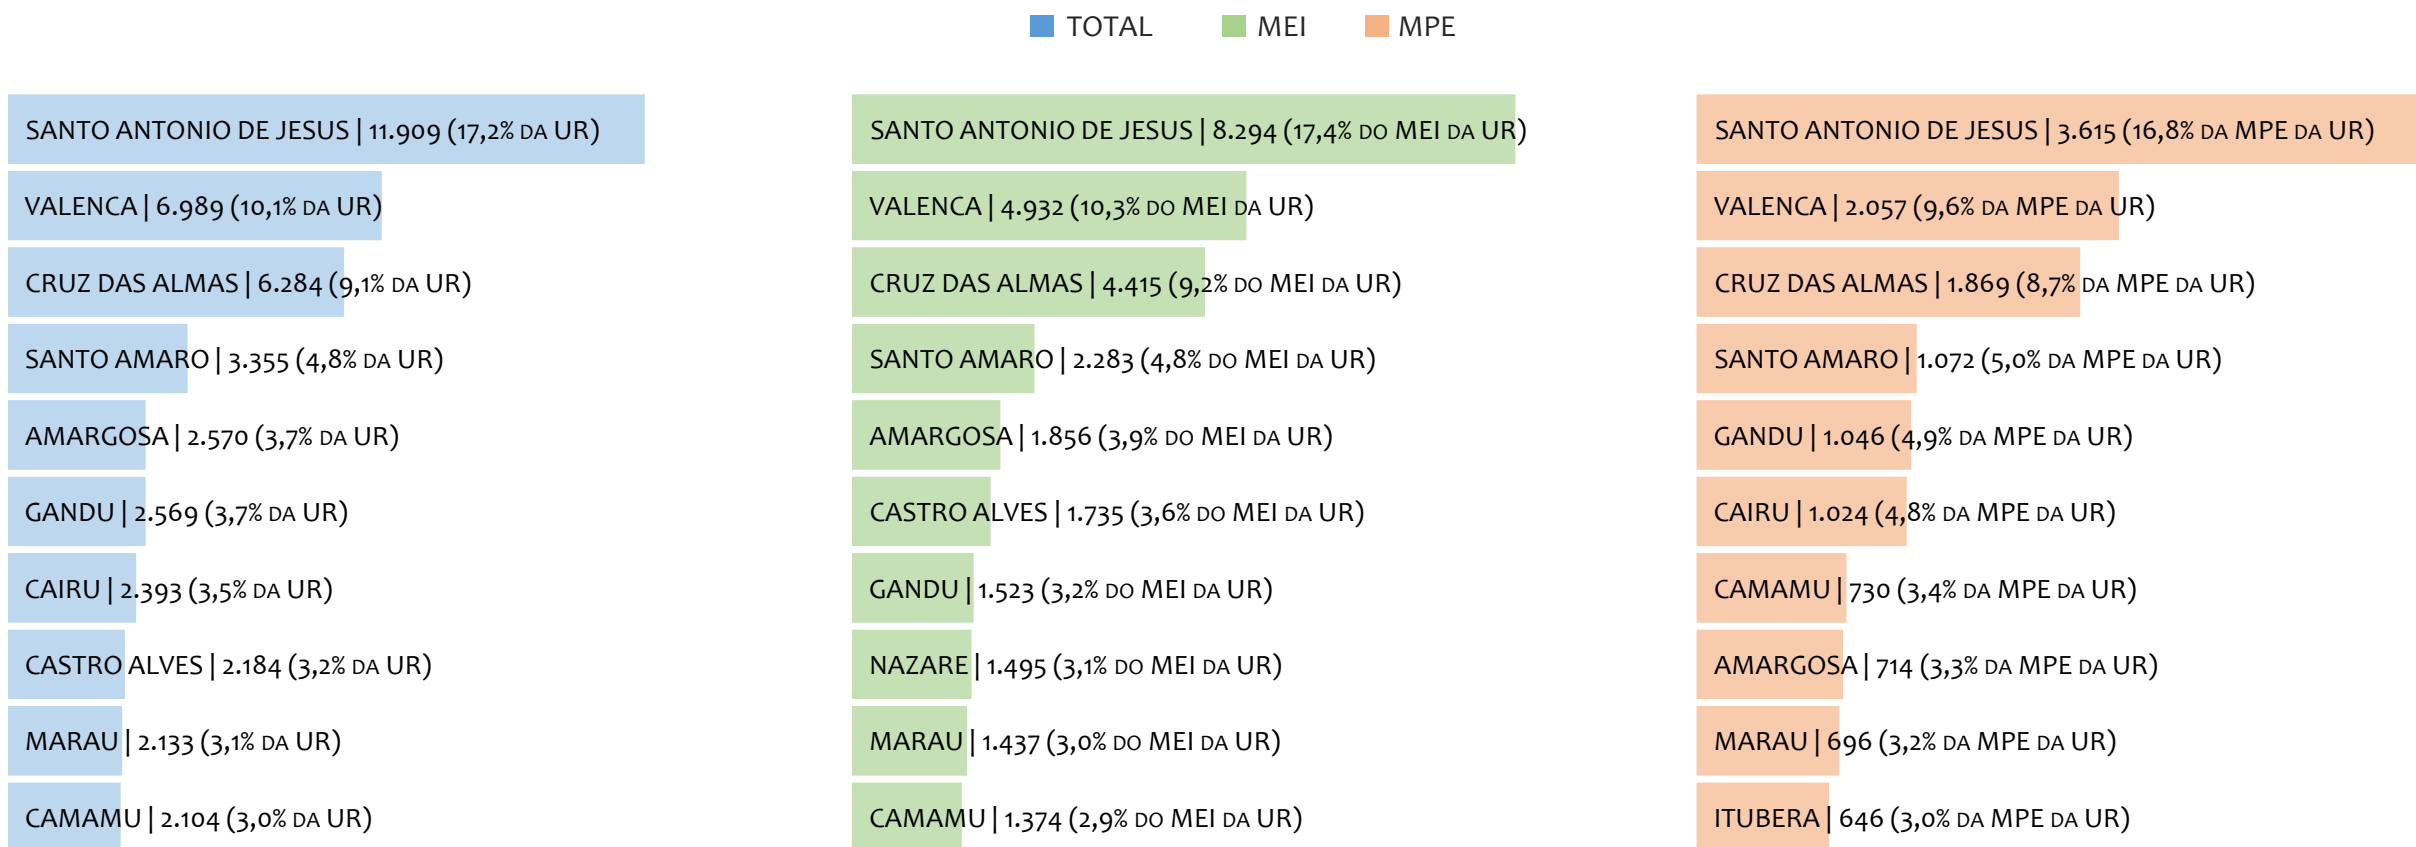 TOTAL MEI MPE
SANTO ANTONIO DE JESUS | 11.909 (17,2% DA UR)
VALENCA | 6.989 (10,1% DA UR)
CRUZ DAS ALMAS | 6.284 (9,1% DA UR)
SANTO AMARO | 3.355 (4,8% DA UR)
AMARGOSA | 2.570 (3,7% DA UR)
GANDU | 2.569 (3,7% DA UR)
CAIRU | 2.393 (3,5% DA UR)
CASTRO ALVES | 2.184 (3,2% DA UR)
MARAU | 2.133 (3,1% DA UR)
CAMAMU | 2.104 (3,0% DA UR)
SANTO ANTONIO DE JESUS | 8.294 (17,4% DO MEI DA UR)
VALENCA | 4.932 (10,3% DO MEI DA UR)
CRUZ DAS ALMAS | 4.415 (9,2% DO MEI DA UR)
SANTO AMARO | 2.283 (4,8% DO MEI DA UR)
AMARGOSA | 1.856 (3,9% DO MEI DA UR)
CASTRO ALVES | 1.735 (3,6% DO MEI DA UR)
GANDU | 1.523 (3,2% DO MEI DA UR)
NAZARE | 1.495 (3,1% DO MEI DA UR)
MARAU | 1.437 (3,0% DO MEI DA UR)
CAMAMU | 1.374 (2,9% DO MEI DA UR)
SANTO ANTONIO DE JESUS | 3.615 (16,8% DA MPE DA UR)
VALENCA | 2.057 (9,6% DA MPE DA UR)
CRUZ DAS ALMAS | 1.869 (8,7% DA MPE DA UR)
SANTO AMARO | 1.072 (5,0% DA MPE DA UR)
GANDU | 1.046 (4,9% DA MPE DA UR)
CAIRU | 1.024 (4,8% DA MPE DA UR)
CAMAMU | 730 (3,4% DA MPE DA UR)
AMARGOSA | 714 (3,3% DA MPE DA UR)
MARAU | 696 (3,2% DA MPE DA UR)
ITUBERA | 646 (3,0% DA MPE DA UR)